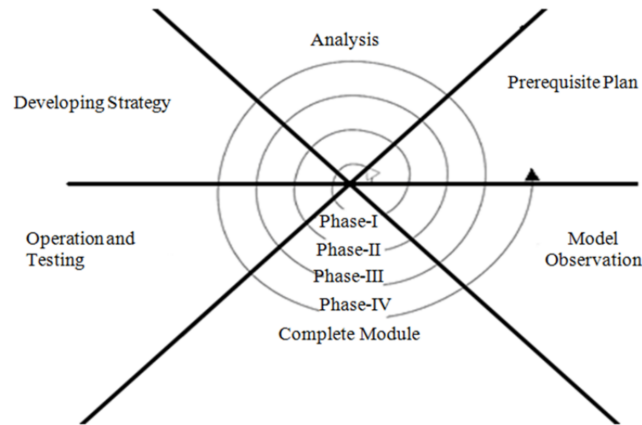 Analysis
Prerequisite Plan
Developing Strategy
Operation and
Testing
Phase-I
Phase-II
Phase-III
Phase-IV
Complete Module
Model
Observation